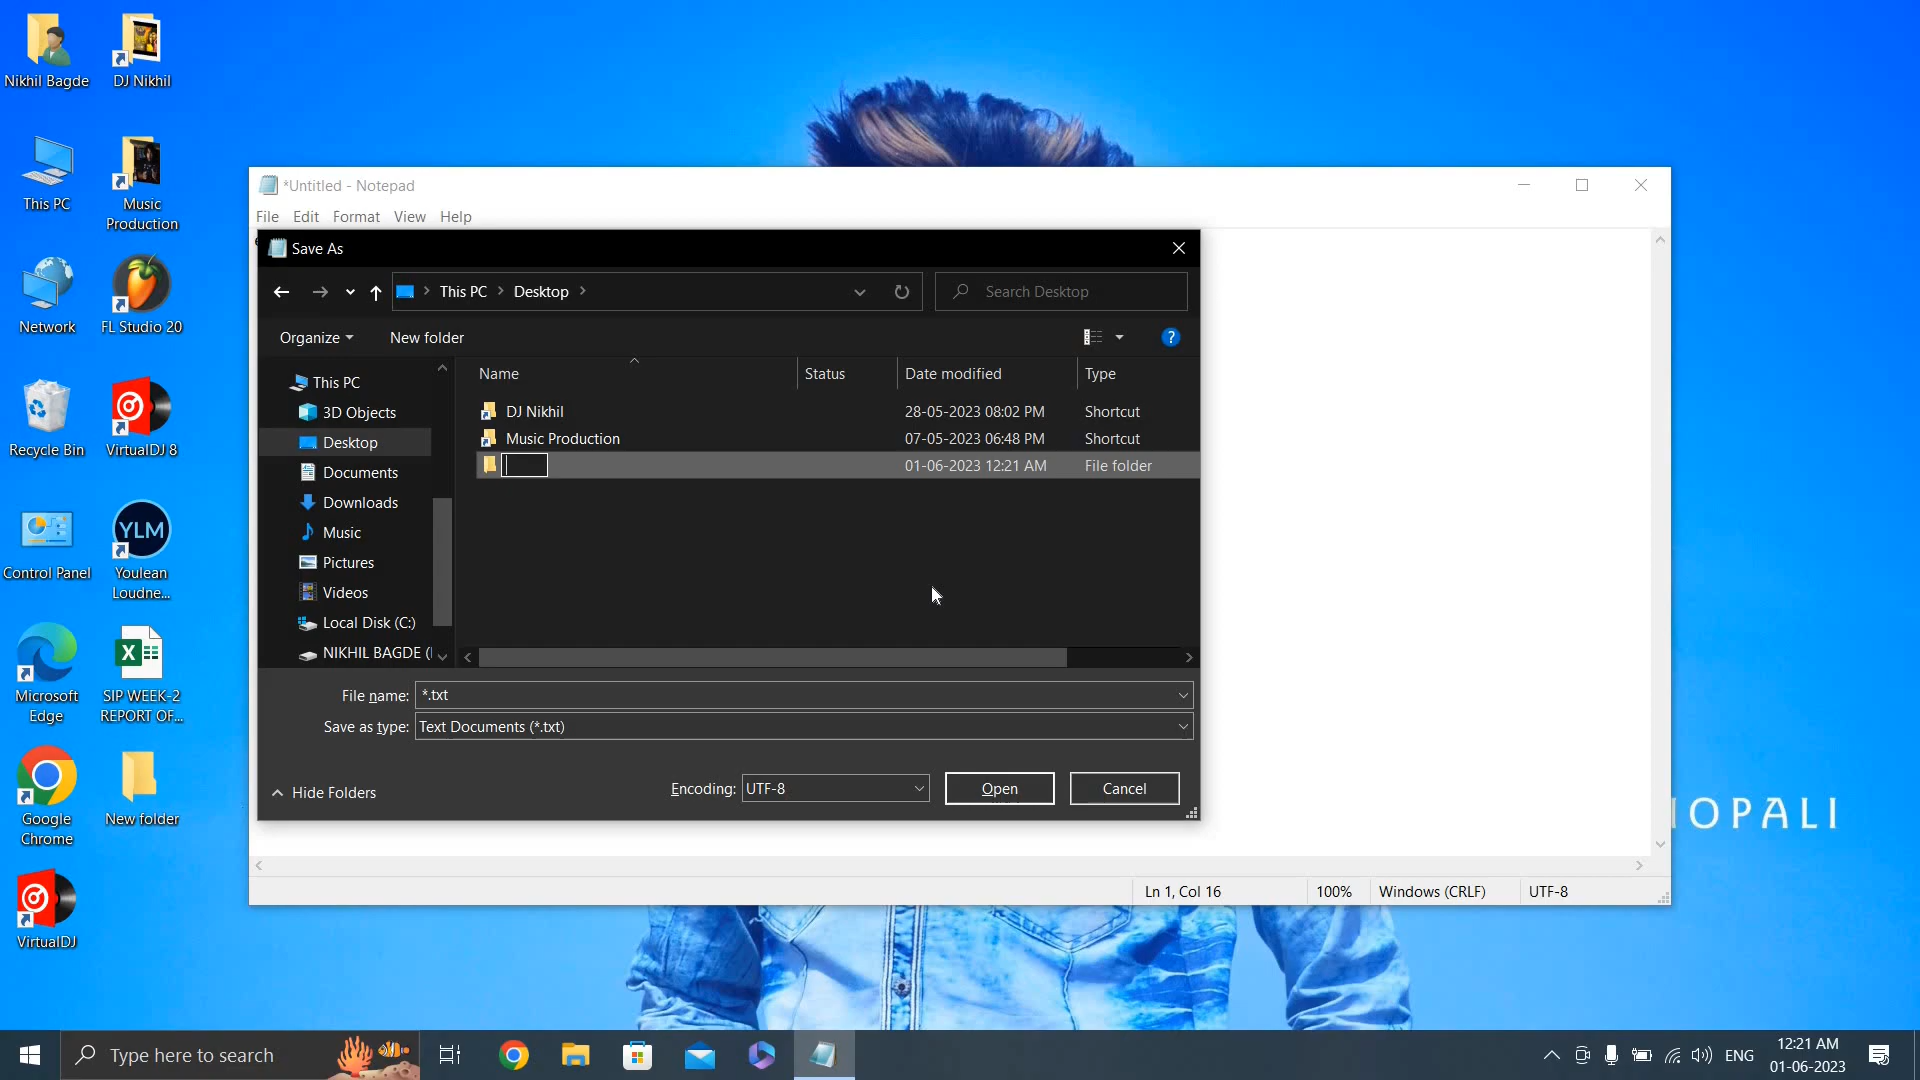 Nikhil Bagde
DJ Nikhil
This PC
Music
Production
Network
FL Studio 20
Recycle Bin
VirtualDJ 8
Control Panel
YLM
Youlean
Loudne...
Microsoft
Edge
SIP WEEK-2
REPORT OF...
Google
Chrome
New folder
VirtualDJ
*Untitled - Notepad
File Edit Format View Help
Save As
This PC Desktop
Search Desktop
Organize New folder
Name Status Date modified Type
This PC
3D Objects
Desktop
Documents
Downloads
Music
Pictures
Videos
Local Disk (C:)
NIKHIL BAGDE (
DJ Nikhil 28-05-2023 08:02 PM Shortcut
Music Production 07-05-2023 06:48 PM Shortcut
01-06-2023 12:21 AM File folder
File name: *.txt
Save as type: Text Documents (*.txt)
Hide Folders
Encoding: UTF-8 Open Cancel
Ln 1, Col 16 100% Windows (CRLF) UTF-8
OPALI
Type here to search
ENG
12:21 AM
01-06-2023